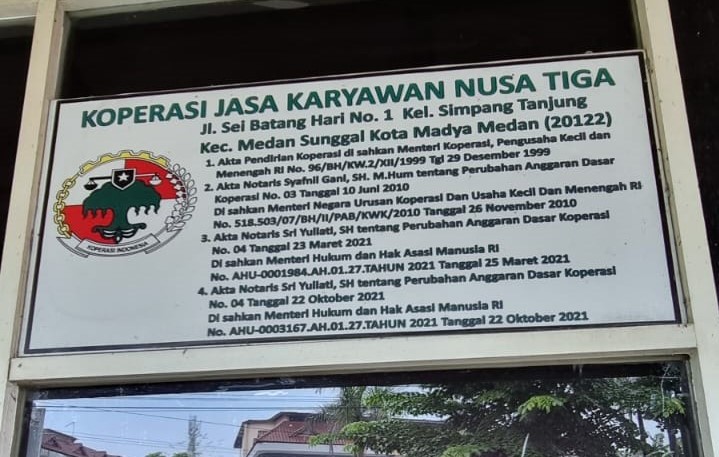 KOPERASI JASA KARYAWAN NUSA TIGA
Jl. Sei Batang Hari No. 1 Kel. Simpang Tanjung
Kec. Medan Sunggal Kota Madya Medan (20122)
1. Akta Pendirian Koperasi di sahkan Menteri Koperasi, Pengusaha Kecil dan
Menengah RI No. 96/BH/KW.2/XII/1999 Tgl 29 Desember 1999
2. Akta Notaris Syafnil Gani, SH. M.Hum tentang Perubahan Anggaran Dasar
Koperasi No. 03 Tanggal 10 Juni 2010
Di sahkan Menteri Negara Urusan Koperasi Dan Usaha Kecil Dan Menengah RI
No. 518.503/07/BH/II/PAB/KWK/2010 Tanggal 26 November 2010
3. Akta Notaris Sri Yuliati, SH tentang Perubahan Anggaran Dasar Koperasi
No. 04 Tanggal 23 Maret 2021
Di sahkan Menteri Hukum dan Hak Asasi Manusia RI
No. AHU-0001984.AH.01.27.TAHUN 2021 Tanggal 25 Maret 2021
4. Akta Notaris Sri Yuliati, SH tentang Perubahan Anggaran Dasar Koperasi
No. 04 Tanggal 22 Oktober 2021
Di sahkan Menteri Hukum dan Hak Asasi Manusia RI
No. AHU-0003167.AH.01.27.TAHUN 2021 Tanggal 22 Oktober 2021
KOPERASI INDONESIA